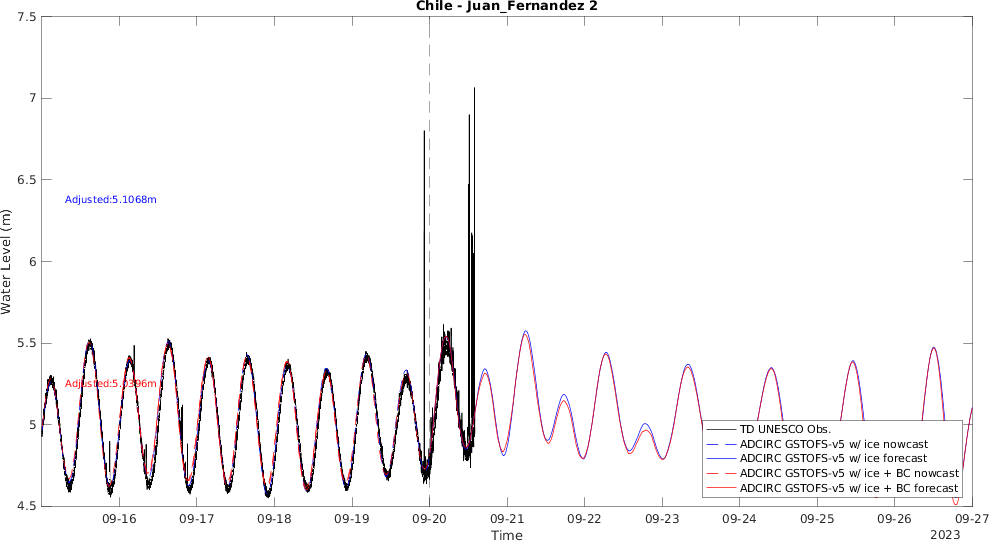 Chile - Juan_Fernandez 2
7.5
7
6.5
6
5.5
5
4.5
Water Level (m)
Adjusted:5.1068m
Adjusted:5.0396m
TD UNESCO Obs.
ADCIRC GSTOFS-v5 w/ ice nowcast
ADCIRC GSTOFS-v5 w/ ice forecast
ADCIRC GSTOFS-v5 w/ ice + BC nowcast
ADCIRC GSTOFS-v5 w/ ice + BC forecast
09-16 09-17 09-18 09-19 09-20 09-21 09-22 09-23 09-24 09-25 09-26 09-27
Time
2023